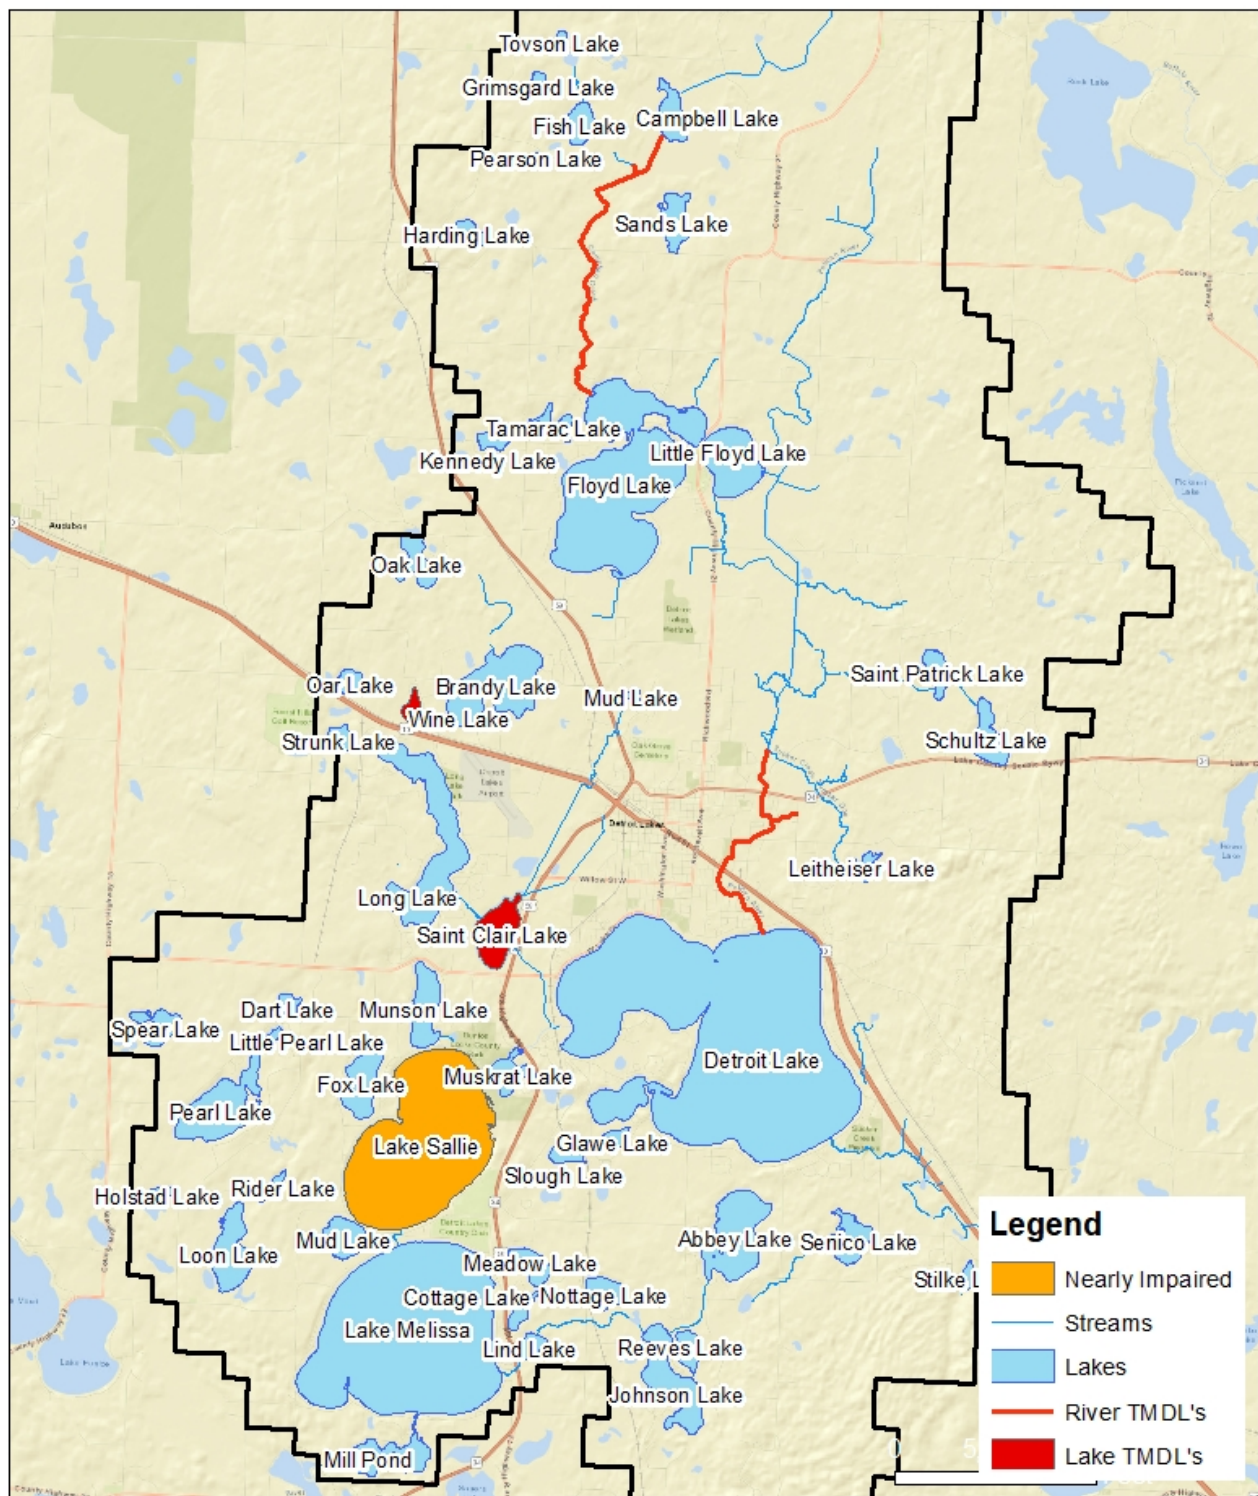 Tovson Lake
Grimsgard Lake
Campbell Lake
Fish Lake
Pearson Lake
Sands Lake
Harding Lake
Tamarac Lake
Little Floyd Lake
Kennedy Lake
Floyd Lake
Audubon
Oak Lake
Saint Patrick Lake
Oar Lake
Brandy Lake
Mud Lake
Wine Lake
Strunk Lake
Schultz Lake
Detroit Lakes
Leitheiser Lake
Long Lake
Saint Clair Lake
Dart Lake
Munson Lake
Spear Lake
Little Pearl Lake
Detroit Lake
Fox Lake
Muskrat Lake
Pearl Lake
Lake Sallie
Glawe Lake
Slough Lake
Rider Lake
Holstad Lake
Mud Lake
Abbey Lake
Senico Lake
Loon Lake
Meadow Lake
Stilke L
Cottage Lake
Nottage Lake
Lake Melissa
Lind Lake
Reeves Lake
Johnson Lake
Mill Pond
Legend
Nearly Impaired
Streams
Lakes
River TMDL's
Lake TMDL's
0